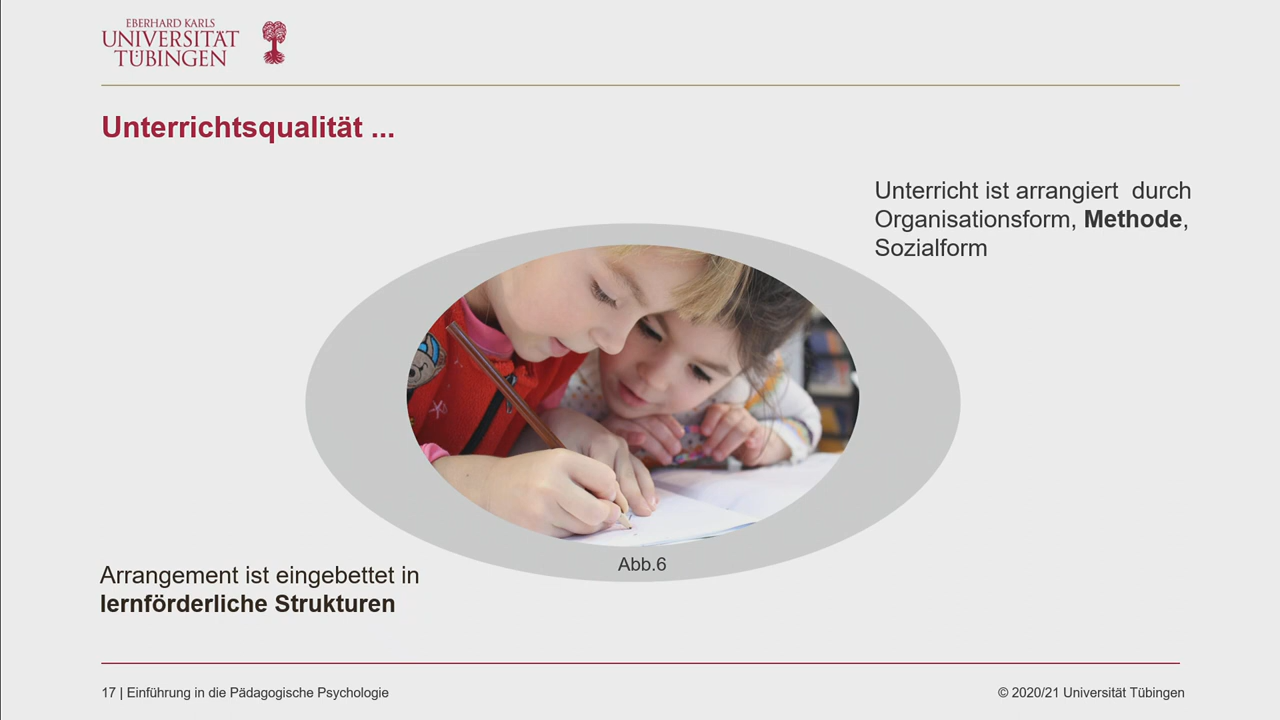 EBERHARD KARLS
UNIVERSITÄT
TÜBINGEN
Unterrichtsqualität ...
Unterricht ist arrangiert durch
Organisationsform, Methode,
Sozialform
Abb.6
Arrangement ist eingebettet in
lernförderliche Strukturen
17 | Einführung in die Pädagogische Psychologie
© 2020/21 Universität Tübingen